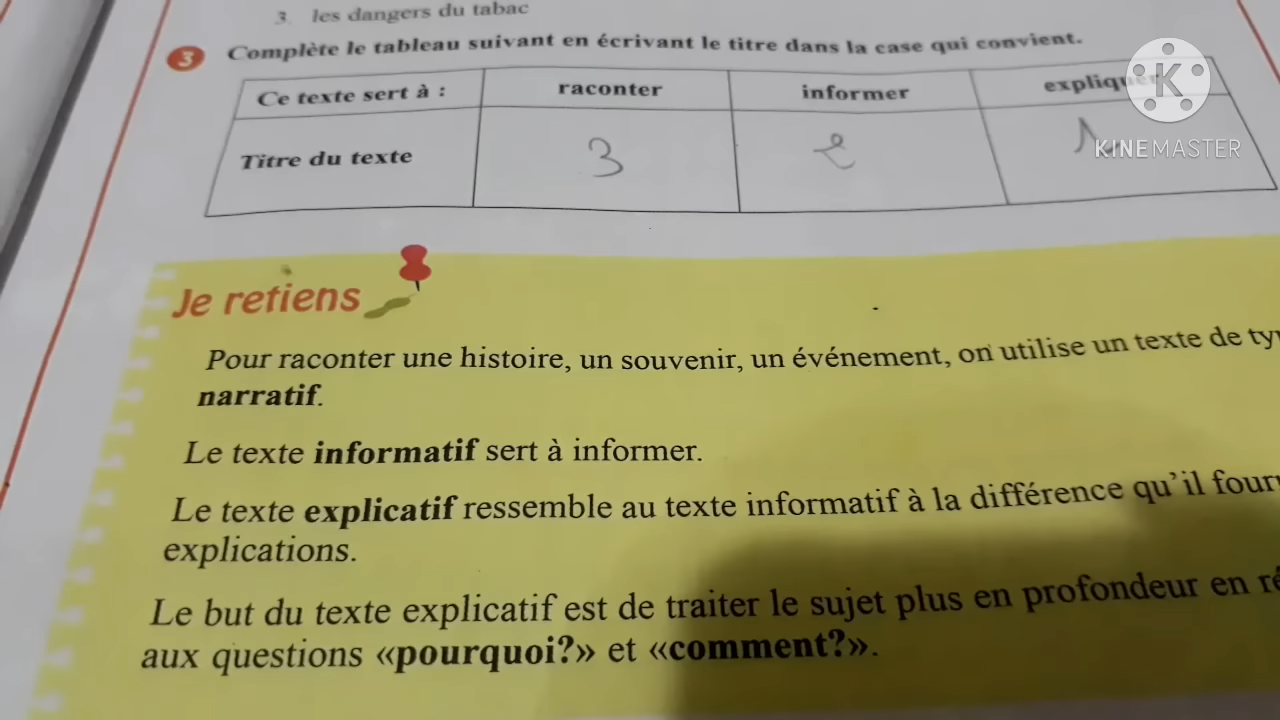 3. les dangers du tabac
3 Complète le tableau suivant en écrivant le titre dans la case qui convient.
Ce texte sert à : raconter informer expliquer
Titre du texte 3 2 1
KINEMASTER
Je retiens
Pour raconter une histoire, un souvenir, un événement, on utilise un texte de ty
narratif.
Le texte informatif sert à informer.
Le texte explicatif ressemble au texte informatif à la différence qu'il four
explications.
Le but du texte explicatif est de traiter le sujet plus en profondeur en ré
aux questions «pourquoi?» et «comment?».